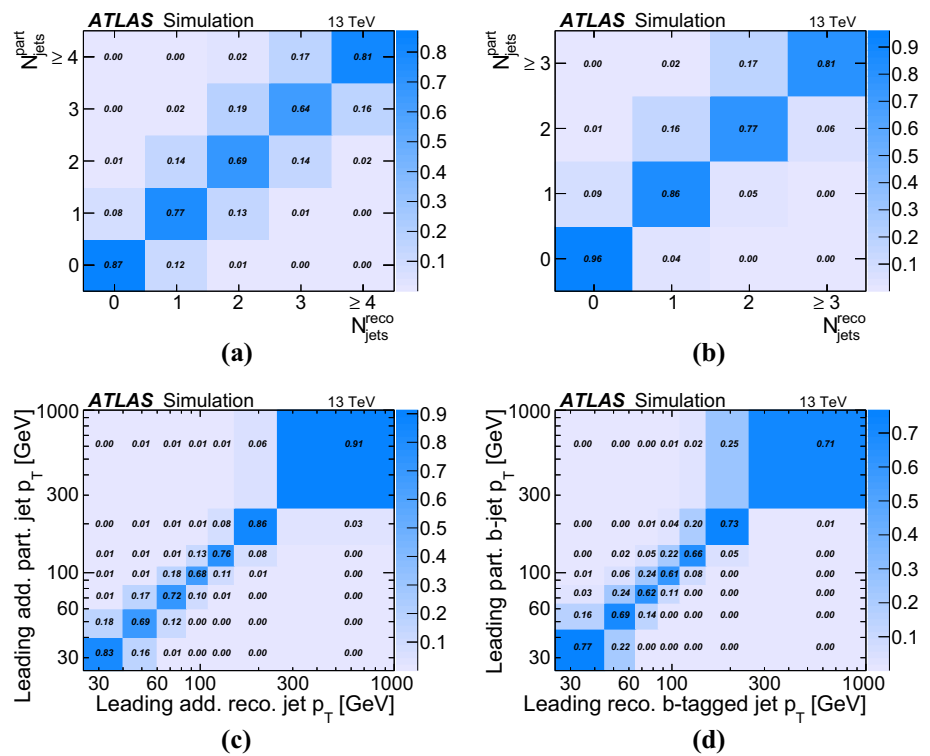 ATLAS Simulation 13 TeV
N^part_jets
≥ 4 0.00 0.00 0.02 0.17 0.81
3 0.00 0.02 0.19 0.64 0.16
2 0.01 0.14 0.69 0.14 0.02
1 0.08 0.77 0.13 0.01 0.00
0 0.87 0.12 0.01 0.00 0.00
0 1 2 3 ≥ 4
N^reco_jets
0.8
0.7
0.6
0.5
0.4
0.3
0.2
0.1
(a)
ATLAS Simulation 13 TeV
N^part_jets
≥ 3 0.00 0.02 0.17 0.81
2 0.01 0.16 0.77 0.06
1 0.09 0.86 0.05 0.00
0 0.96 0.04 0.00 0.00
0 1 2 ≥ 3
N^reco_jets
0.9
0.8
0.7
0.6
0.5
0.4
0.3
0.2
0.1
(b)
ATLAS Simulation 13 TeV
Leading add. part. jet p_T [GeV]
1000
300
100
60
30
0.00 0.01 0.01 0.01 0.01 0.06 0.91
0.00 0.01 0.01 0.01 0.08 0.86 0.03
0.01 0.01 0.01 0.13 0.76 0.08 0.00
0.01 0.01 0.18 0.68 0.11 0.01 0.00
0.01 0.17 0.72 0.10 0.01 0.00 0.00
0.18 0.69 0.12 0.00 0.00 0.00 0.00
0.83 0.16 0.01 0.00 0.00 0.00 0.00
30 60 100 300 1000
Leading add. reco. jet p_T [GeV]
0.9
0.8
0.7
0.6
0.5
0.4
0.3
0.2
0.1
(c)
ATLAS Simulation 13 TeV
Leading part. b-jet p_T [GeV]
1000
300
100
60
30
0.00 0.00 0.00 0.01 0.02 0.25 0.71
0.00 0.00 0.01 0.04 0.20 0.73 0.01
0.00 0.02 0.05 0.22 0.66 0.05 0.00
0.01 0.06 0.24 0.61 0.08 0.00 0.00
0.03 0.24 0.62 0.11 0.00 0.00 0.00
0.16 0.69 0.14 0.00 0.00 0.00 0.00
0.77 0.22 0.00 0.00 0.00 0.00 0.00
30 60 100 300 1000
Leading reco. b-tagged jet p_T [GeV]
0.7
0.6
0.5
0.4
0.3
0.2
0.1
(d)